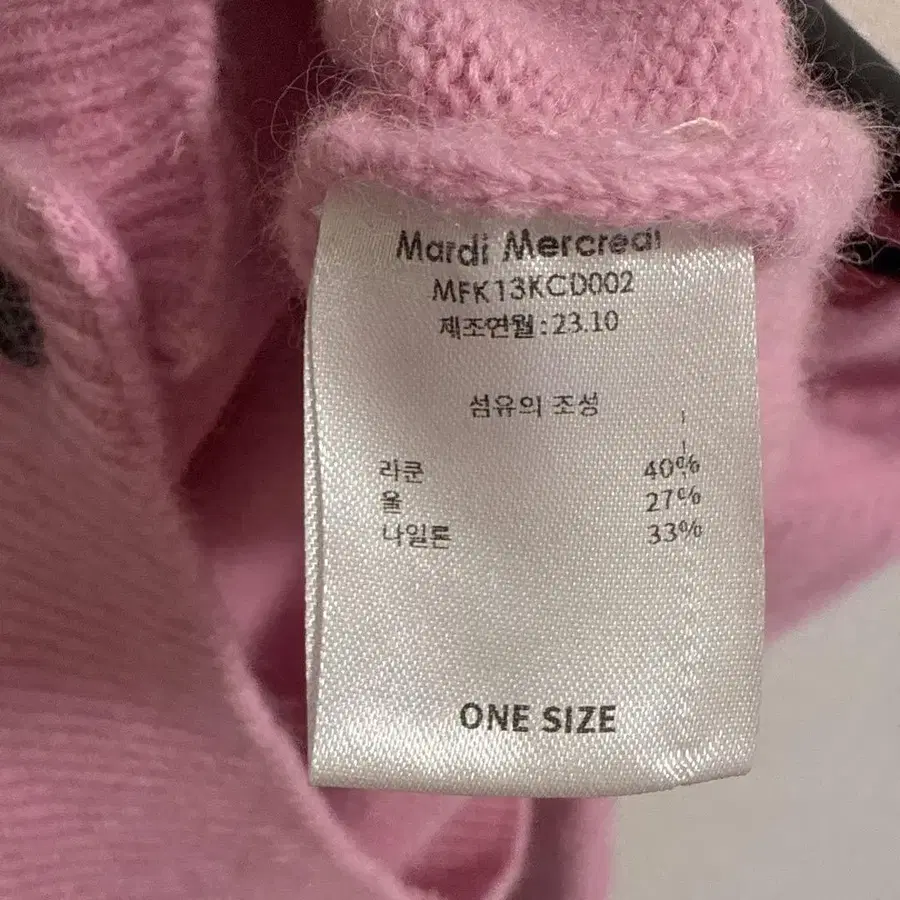 Mardi Mercredi
MFK13KCD002
제조연월:23.10
섬유의 조성
라쿤 40%
울 27%
나일론 33%
ONE SIZE